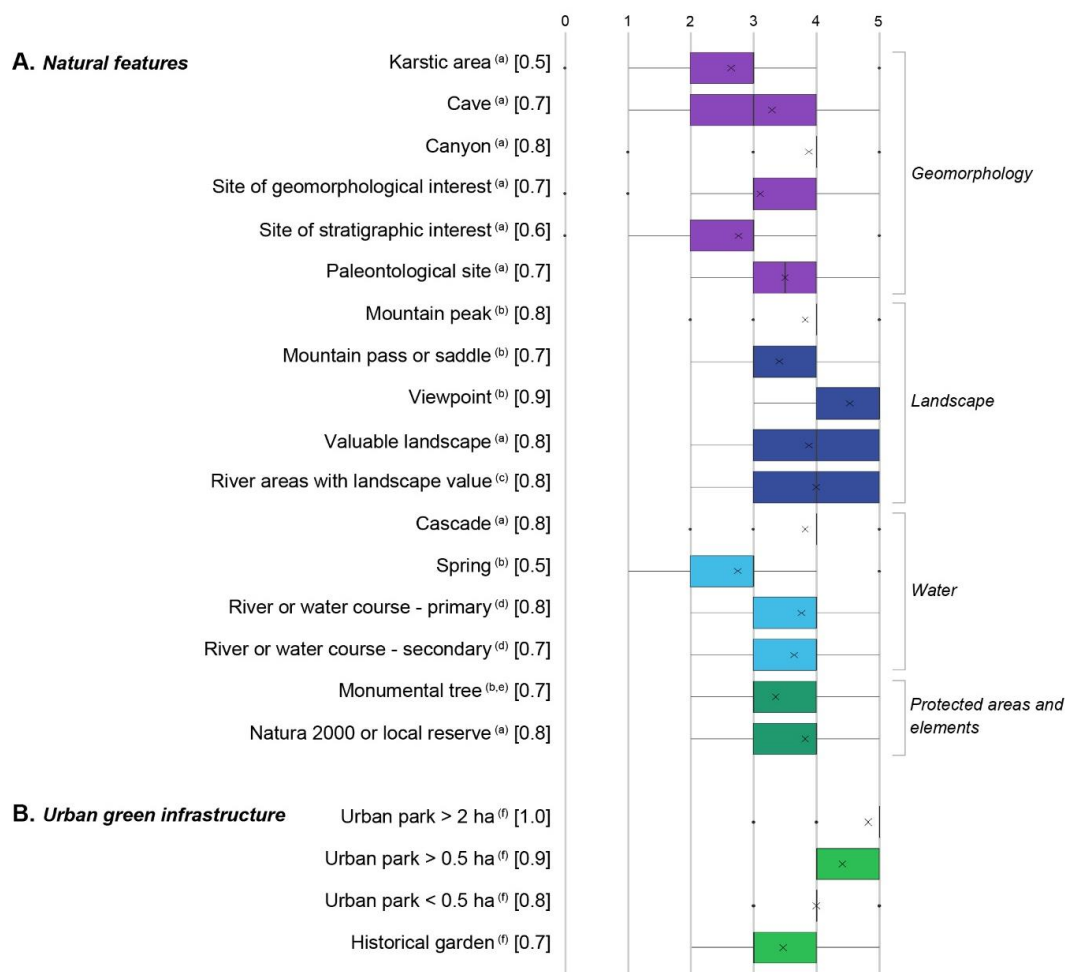 0 1 2 3 4 5
A. Natural features
Karstic area (a) [0.5]
Cave (a) [0.7]
Canyon (a) [0.8]
Site of geomorphological interest (a) [0.7]
Site of stratigraphic interest (a) [0.6]
Paleontological site (a) [0.7]
Geomorphology
Mountain peak (b) [0.8]
Mountain pass or saddle (b) [0.7]
Viewpoint (b) [0.9]
Valuable landscape (a) [0.8]
River areas with landscape value (c) [0.8]
Landscape
Cascade (a) [0.8]
Spring (b) [0.5]
River or water course - primary (d) [0.8]
River or water course - secondary (d) [0.7]
Water
Monumental tree (b,e) [0.7]
Natura 2000 or local reserve (a) [0.8]
Protected areas and
elements
B. Urban green infrastructure
Urban park > 2 ha (f) [1.0]
Urban park > 0.5 ha (f) [0.9]
Urban park < 0.5 ha (f) [0.8]
Historical garden (f) [0.7]